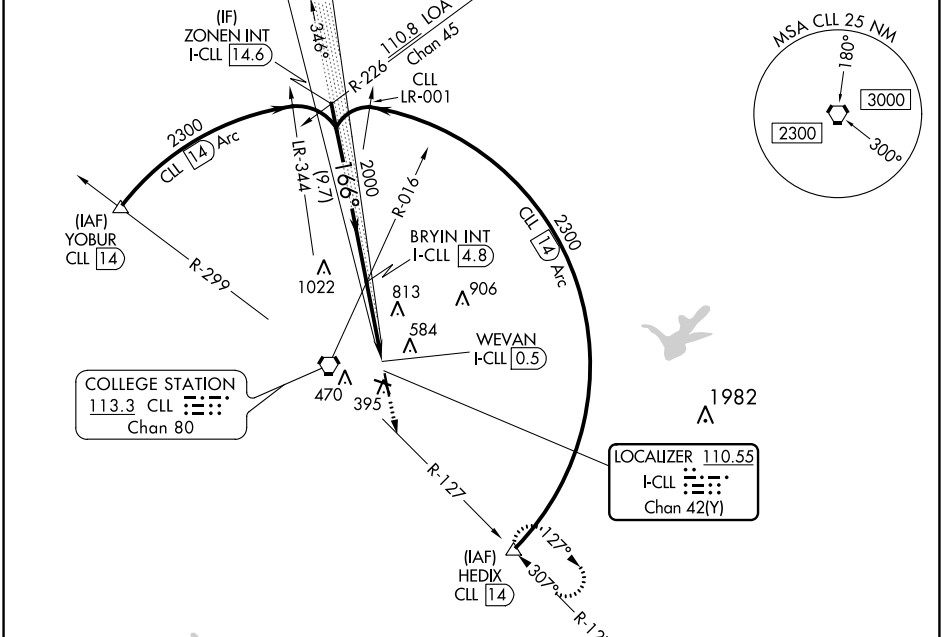 (IF)
ZONEN INT
I-CLL 14.6
346°
R-226 110.8 LOA
Chan 45
CLL
LR-001
MSA CLL 25 NM
180°
3000
2300
300°
2300
CLL 14 Arc
LR-344
(9.7)
166°
2000
R-016
2300
CLL 14 Arc
(IAF)
YOBUR
CLL 14
R-299
1022
BRYIN INT
I-CLL 4.8
813
906
584
WEVAN
I-CLL 0.5
COLLEGE STATION
113.3 CLL
Chan 80
470
395
1982
LOCALIZER 110.55
I-CLL
Chan 42(Y)
R-127
127°
307°
(IAF)
HEDIX
CLL 14